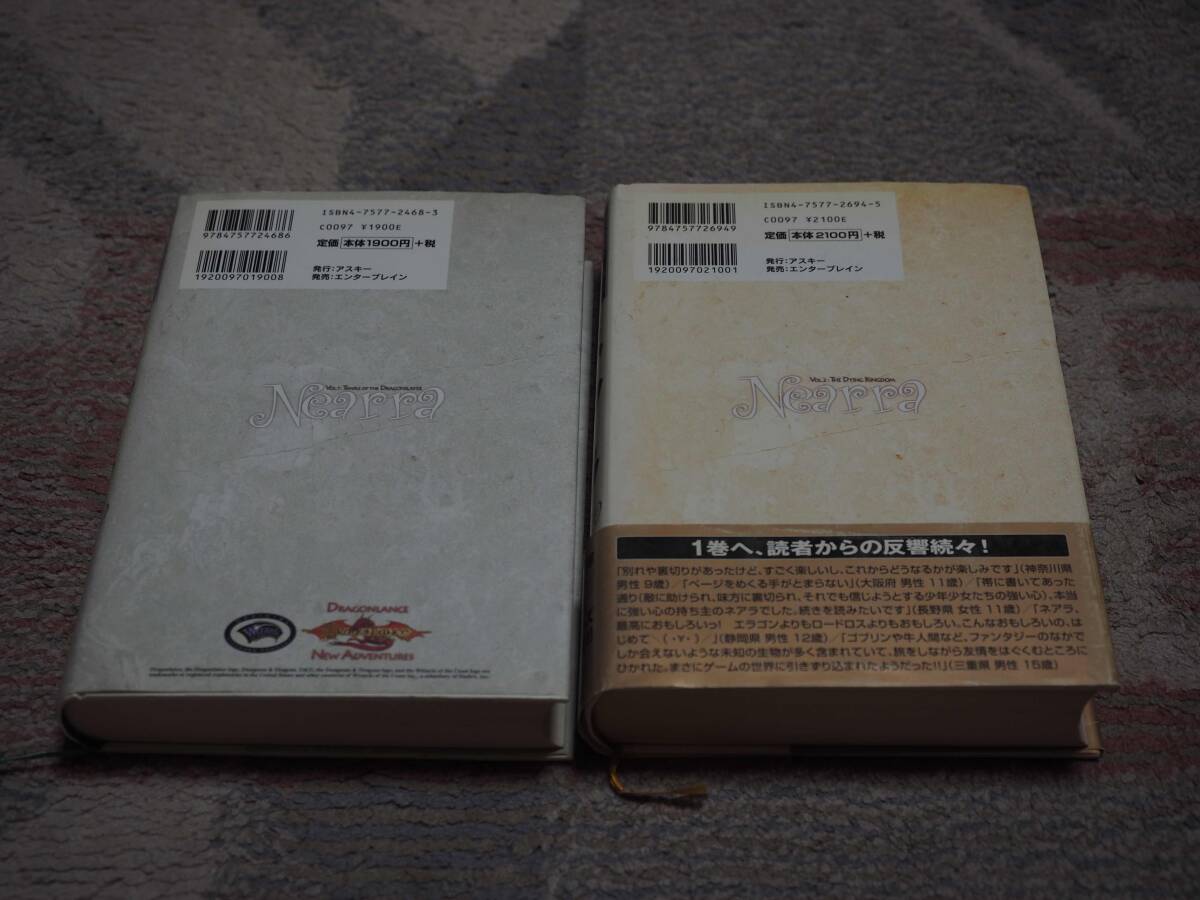 ISBN4-7577-2468-3
C0097 ¥1900E
定価 本体1900円 +税
9784757724686
1920097019008
発行:アスキー
発売:エンターブレイン
VOL.1: TEMPLE OF THE DRAGONSLAYER
Nearra
DRAGONLANCE
NEW ADVENTURES
ISBN4-7577-2694-5
C0097 ¥2100E
定価 本体2100円 +税
9784757726949
1920097021001
発行:アスキー
発売:エンターブレイン
VOL.2: THE DYING KINGDOM
Nearra
1巻へ、読者からの反響続々!
「別れや裏切りがあったけど、すごく楽しいし、これからどうなるかが楽しみです」(神奈川県
男性 9歳)/「ページをめくる手がとまらない」(大阪府 男性 11歳)/「帯に書いてあった
通り(敵に助けられ、味方に裏切られ、それでも信じようとする少年少女たちの強い心)、本当
に強い心の持ち主のネアラでした。続きを読みたいです」(長野県 女性 11歳)/「ネアラ、
最高におもしろいっ! エラゴンよりもロードスよりもおもしろい。こんなおもしろいの、は
じめて\(・∀・)/」(静岡県 男性 12歳)/「ゴブリンや牛人間など、ファンタジーのなかで
しか会えないような未知の生物が多く含まれていて、旅をしながら友情をはぐくむところに
ひかれた。まさにゲームの世界に引きずり込まれたようだった!!」(三重県 男性 15歳)